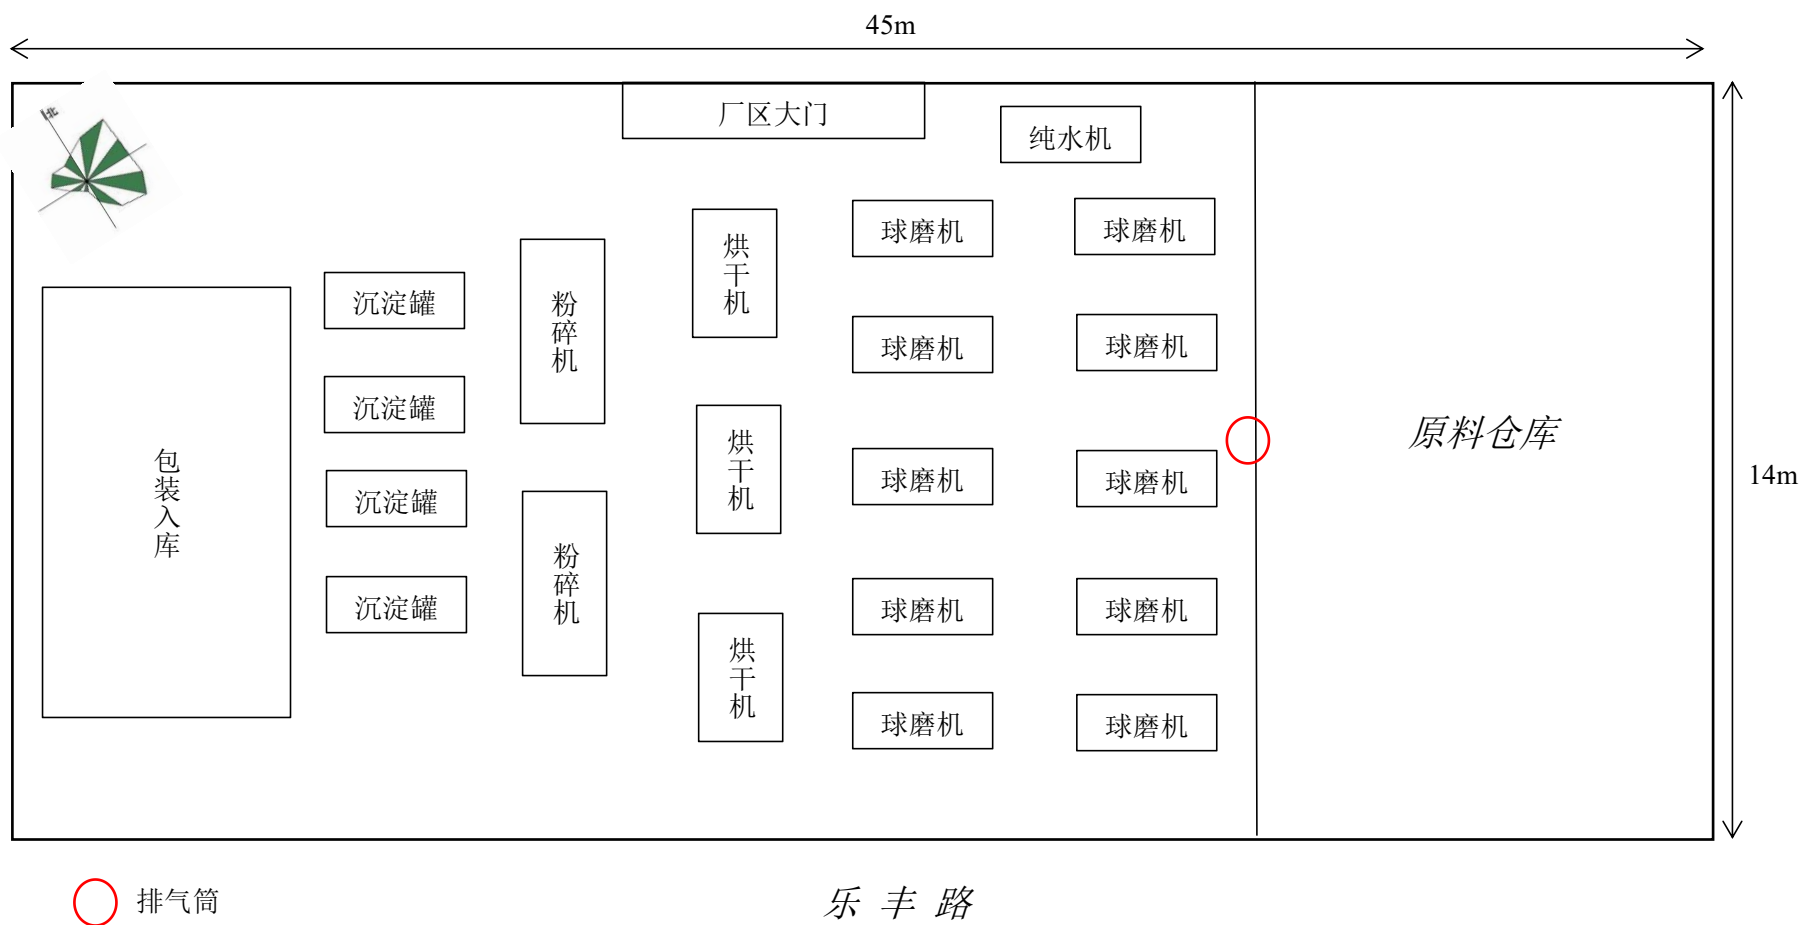 45m
北
厂区大门
纯水机
球磨机
球磨机
烘干机
沉淀罐
粉碎机
球磨机
球磨机
沉淀罐
烘干机
原料仓库
14m
包装入库
沉淀罐
球磨机
球磨机
粉碎机
沉淀罐
球磨机
球磨机
烘干机
球磨机
球磨机
排气筒
乐丰路